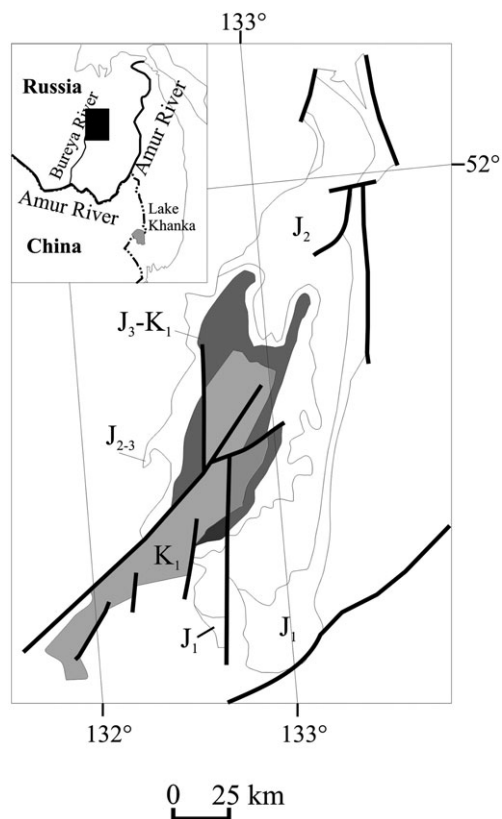 133°
Russia
Bureya River
Amur River
Amur River
Lake
Khanka
China
52°
J₂
J₃-K₁
J₂₋₃
K₁
J₁
J₁
132°
133°
0 25 km